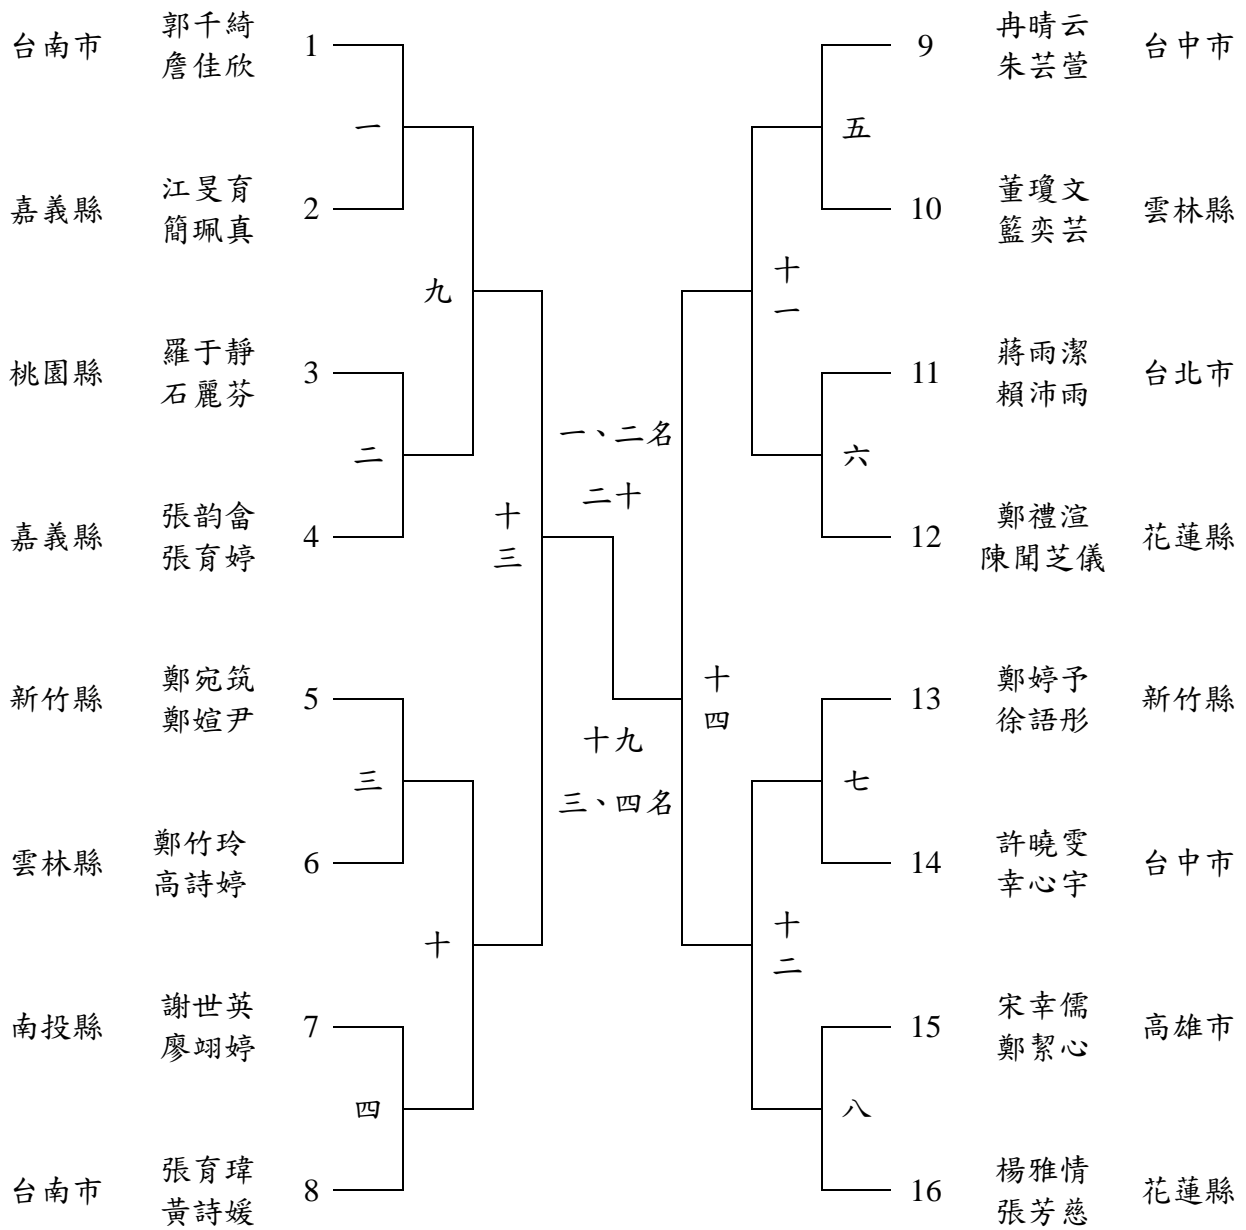 台南市
郭千綺
詹佳欣
1
一
嘉義縣
江旻育
簡珮真
2
九
桃園縣
羅于靜
石麗芬
3
二
嘉義縣
張韵畬
張育婷
4
十三
新竹縣
鄭宛筑
鄭媗尹
5
三
雲林縣
鄭竹玲
高詩婷
6
十
南投縣
謝世英
廖翊婷
7
四
台南市
張育瑋
黃詩媛
8
一、二名
二十
十九
三、四名
9
冉晴云
朱芸萱
台中市
五
10
董瓊文
籃奕芸
雲林縣
十一
11
蔣雨潔
賴沛雨
台北市
六
12
鄭禮渲
陳聞芝儀
花蓮縣
十四
13
鄭婷予
徐語彤
新竹縣
七
14
許曉雯
幸心宇
台中市
十二
15
宋幸儒
鄭絜心
高雄市
八
16
楊雅情
張芳慈
花蓮縣